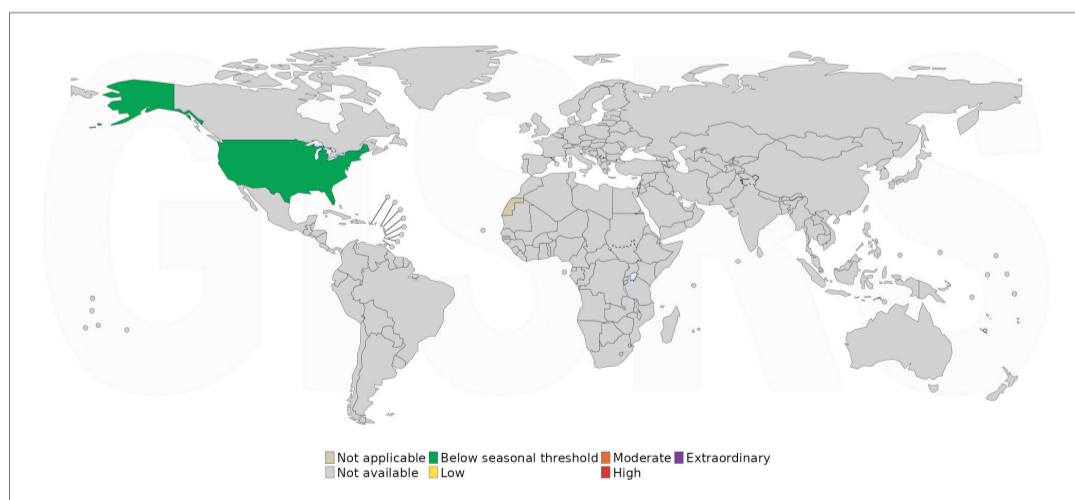 GISRS
Not applicable Below seasonal threshold Moderate Extraordinary
Not available Low High